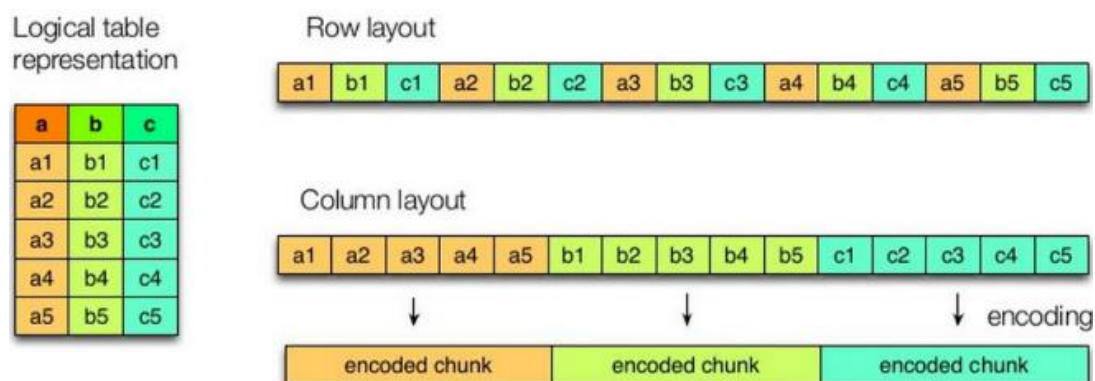 Logical table
representation
a b c
a1 b1 c1
a2 b2 c2
a3 b3 c3
a4 b4 c4
a5 b5 c5
Row layout
a1 b1 c1 a2 b2 c2 a3 b3 c3 a4 b4 c4 a5 b5 c5
Column layout
a1 a2 a3 a4 a5 b1 b2 b3 b4 b5 c1 c2 c3 c4 c5
encoding
encoded chunk encoded chunk encoded chunk